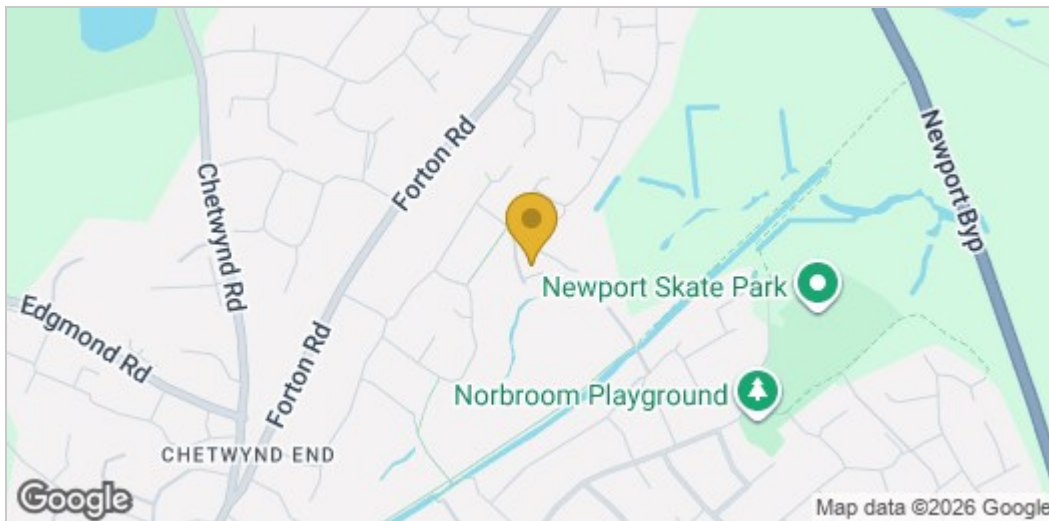 Forton Rd
Chetwynd Rd
Newport Byp
Newport Skate Park
Edgmond Rd
Forton Rd
Norbroom Playground
CHETWYND END
Google
Map data ©2026 Google